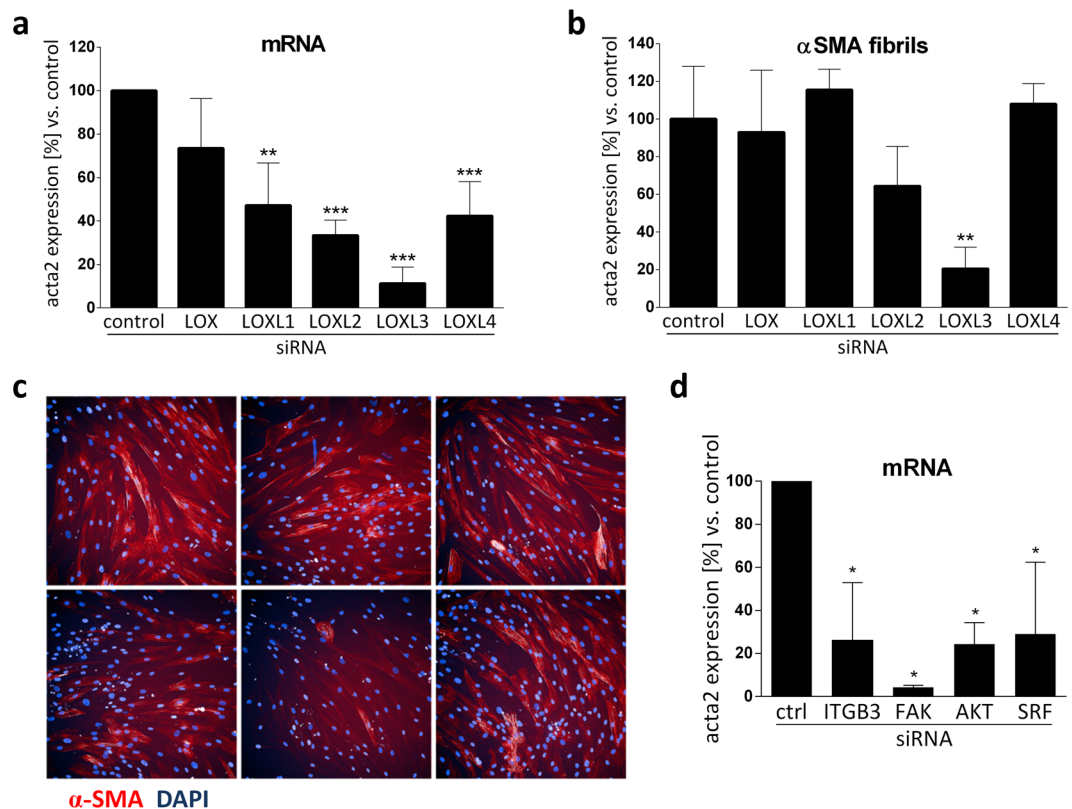 a
mRNA
acta2 expression [%] vs. control
120
100
80
60
40
20
0
**
***
***
***
control LOX LOXL1 LOXL2 LOXL3 LOXL4
siRNA
b
αSMA fibrils
acta2 expression [%] vs. control
140
120
100
80
60
40
20
0
**
control LOX LOXL1 LOXL2 LOXL3 LOXL4
siRNA
c
α-SMA DAPI
d
mRNA
acta2 expression [%] vs. control
100
80
60
40
20
0
*
*
*
*
ctrl ITGB3 FAK AKT SRF
siRNA